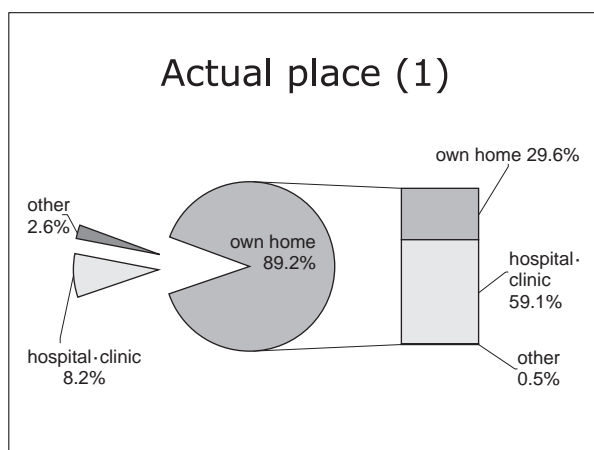 Actual place (1)
own home 29.6%
other
2.6%
own home
89.2%
hospital·
clinic
59.1%
hospital·clinic
8.2%
other
0.5%